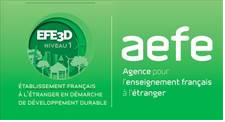 EFE3D
NIVEAU 1
ÉTABLISSEMENT FRANÇAIS
À L'ÉTRANGER EN DÉMARCHE
DE DÉVELOPPEMENT DURABLE
aefe
Agence pour
l'enseignement français
à l'étranger